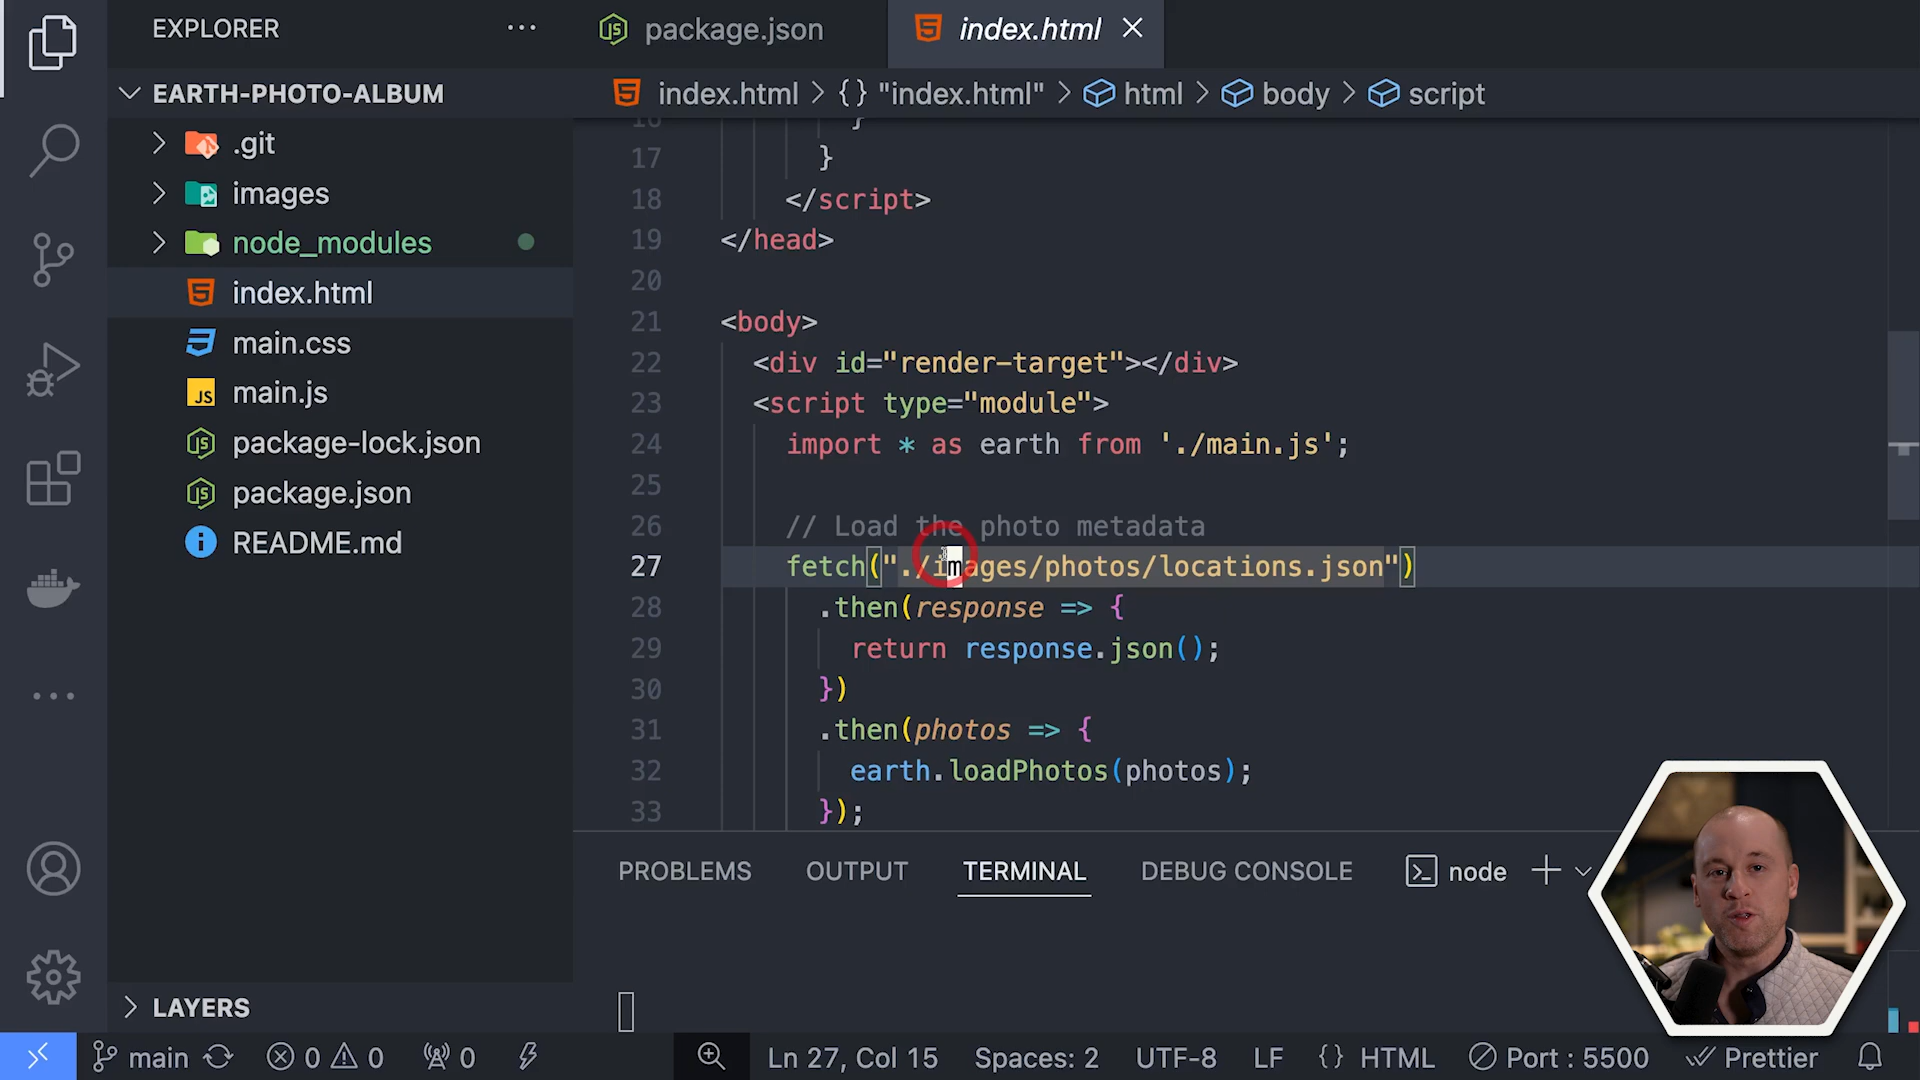 EXPLORER
package.json
index.html
EARTH-PHOTO-ALBUM
index.html > {} "index.html" > html > body > script
.git
images
node_modules
index.html
main.css
JS main.js
package-lock.json
package.json
README.md
LAYERS
16 }
17 }
18 </script>
19 </head>
20
21 <body>
22 <div id="render-target"></div>
23 <script type="module">
24 import * as earth from './main.js';
25
26 // Load the photo metadata
27 fetch("./images/photos/locations.json")
28 .then(response => {
29 return response.json();
30 })
31 .then(photos => {
32 earth.loadPhotos(photos);
33 });
PROBLEMS OUTPUT TERMINAL DEBUG CONSOLE node
main 0 0 0 Ln 27, Col 15 Spaces: 2 UTF-8 LF {} HTML Port : 5500 Prettier